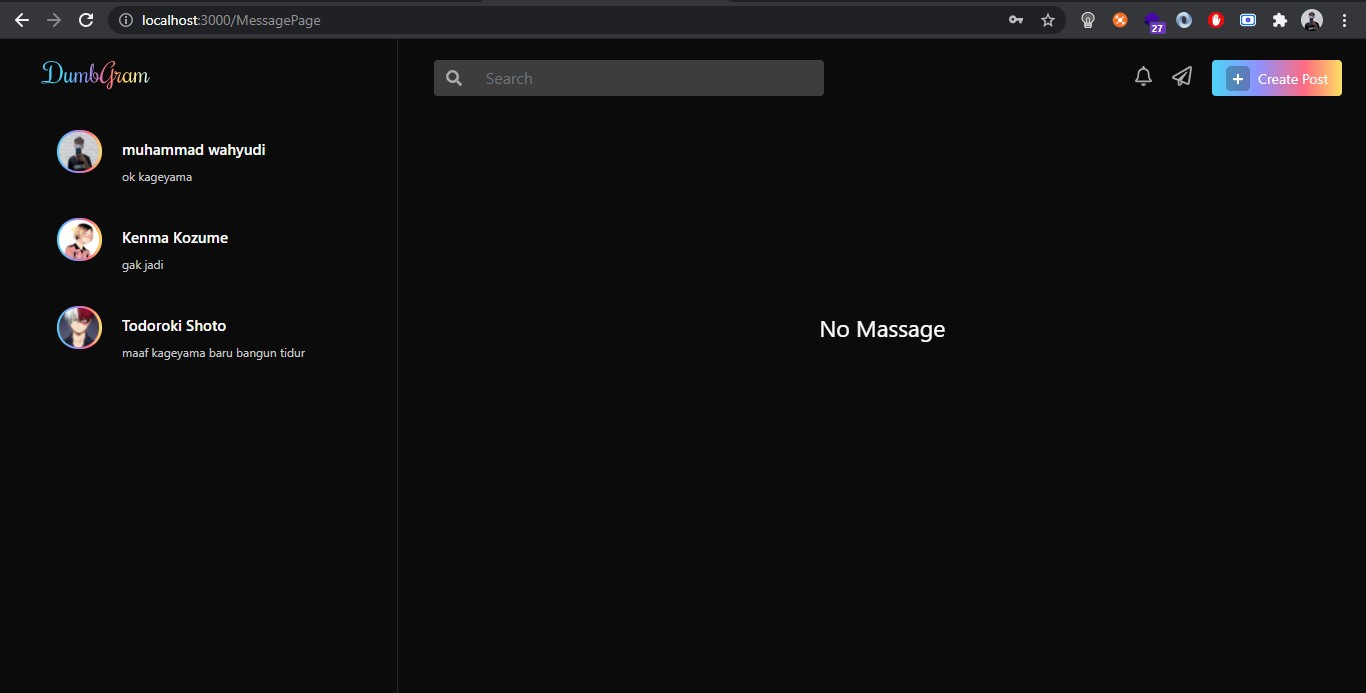 localhost:3000/MessagePage
27
DumbGram
Search
+ Create Post
muhammad wahyudi
ok kageyama
Kenma Kozume
gak jadi
Todoroki Shoto
maaf kageyama baru bangun tidur
No Massage